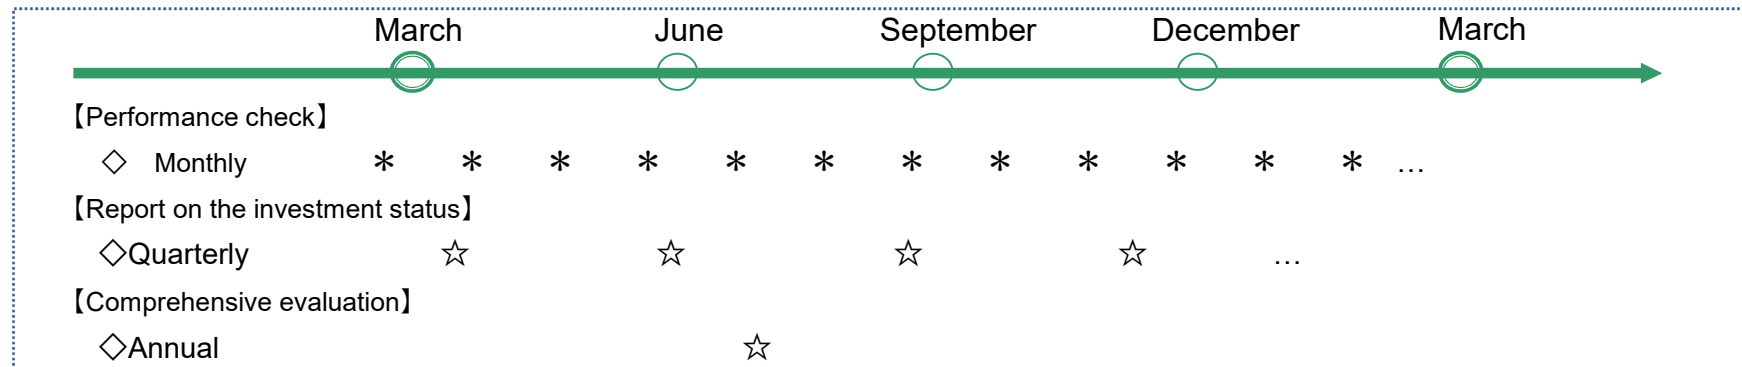 March June September December March
【Performance check】
◇ Monthly * * * * * * * * * * * * …
【Report on the investment status】
◇Quarterly ☆ ☆ ☆ ☆ …
【Comprehensive evaluation】
◇Annual ☆